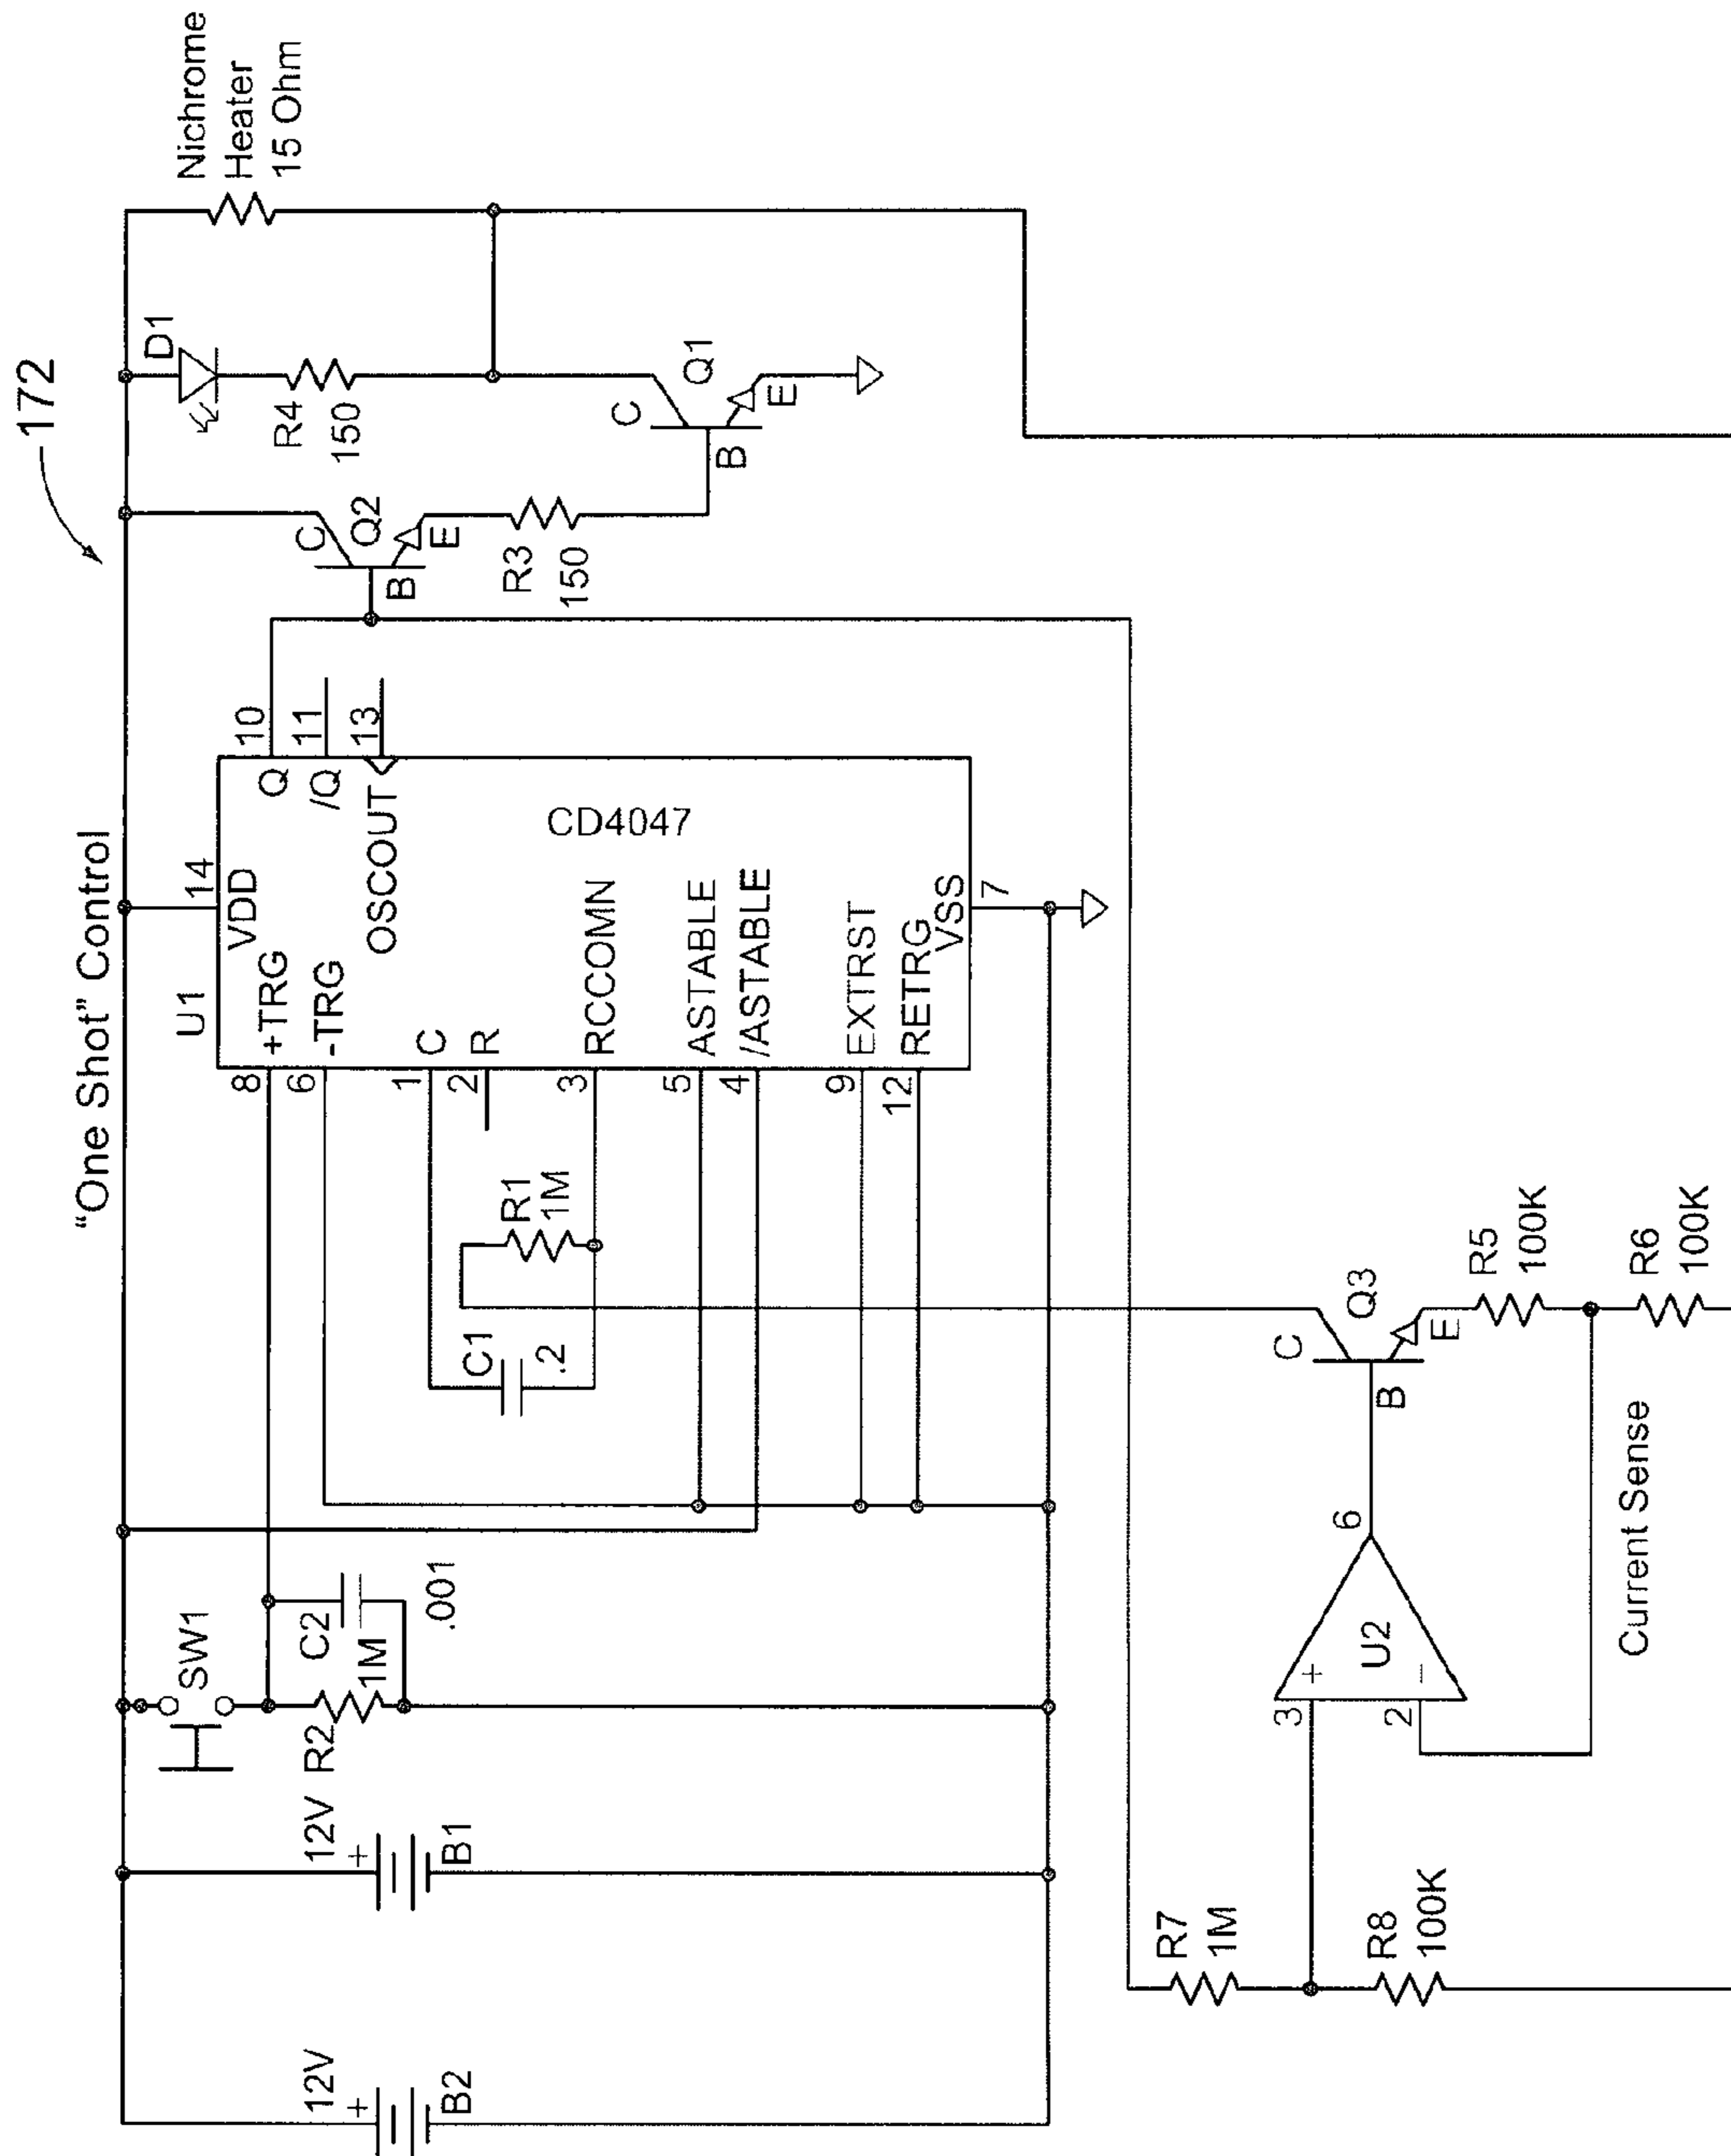 172
"One Shot" Control
12V
+
B2
12V
+
B1
SW1
R2
1M
C2
.001
U1
14
VDD
8
+TRG
6
-TRG
1
C
2
R
3
RCCOMN
5
ASTABLE
4
/ASTABLE
9
EXTRST
12
RETRG
VSS
7
Q
10
/Q
11
OSCOUT
13
CD4047
C1
.2
R1
1M
C
Q2
B
E
R3
150
D1
R4
150
C
Q1
B
E
Nichrome
Heater
15 Ohm
R7
1M
R8
100K
3
+
U2
2
-
6
C
Q3
B
E
R5
100K
R6
100K
Current Sense